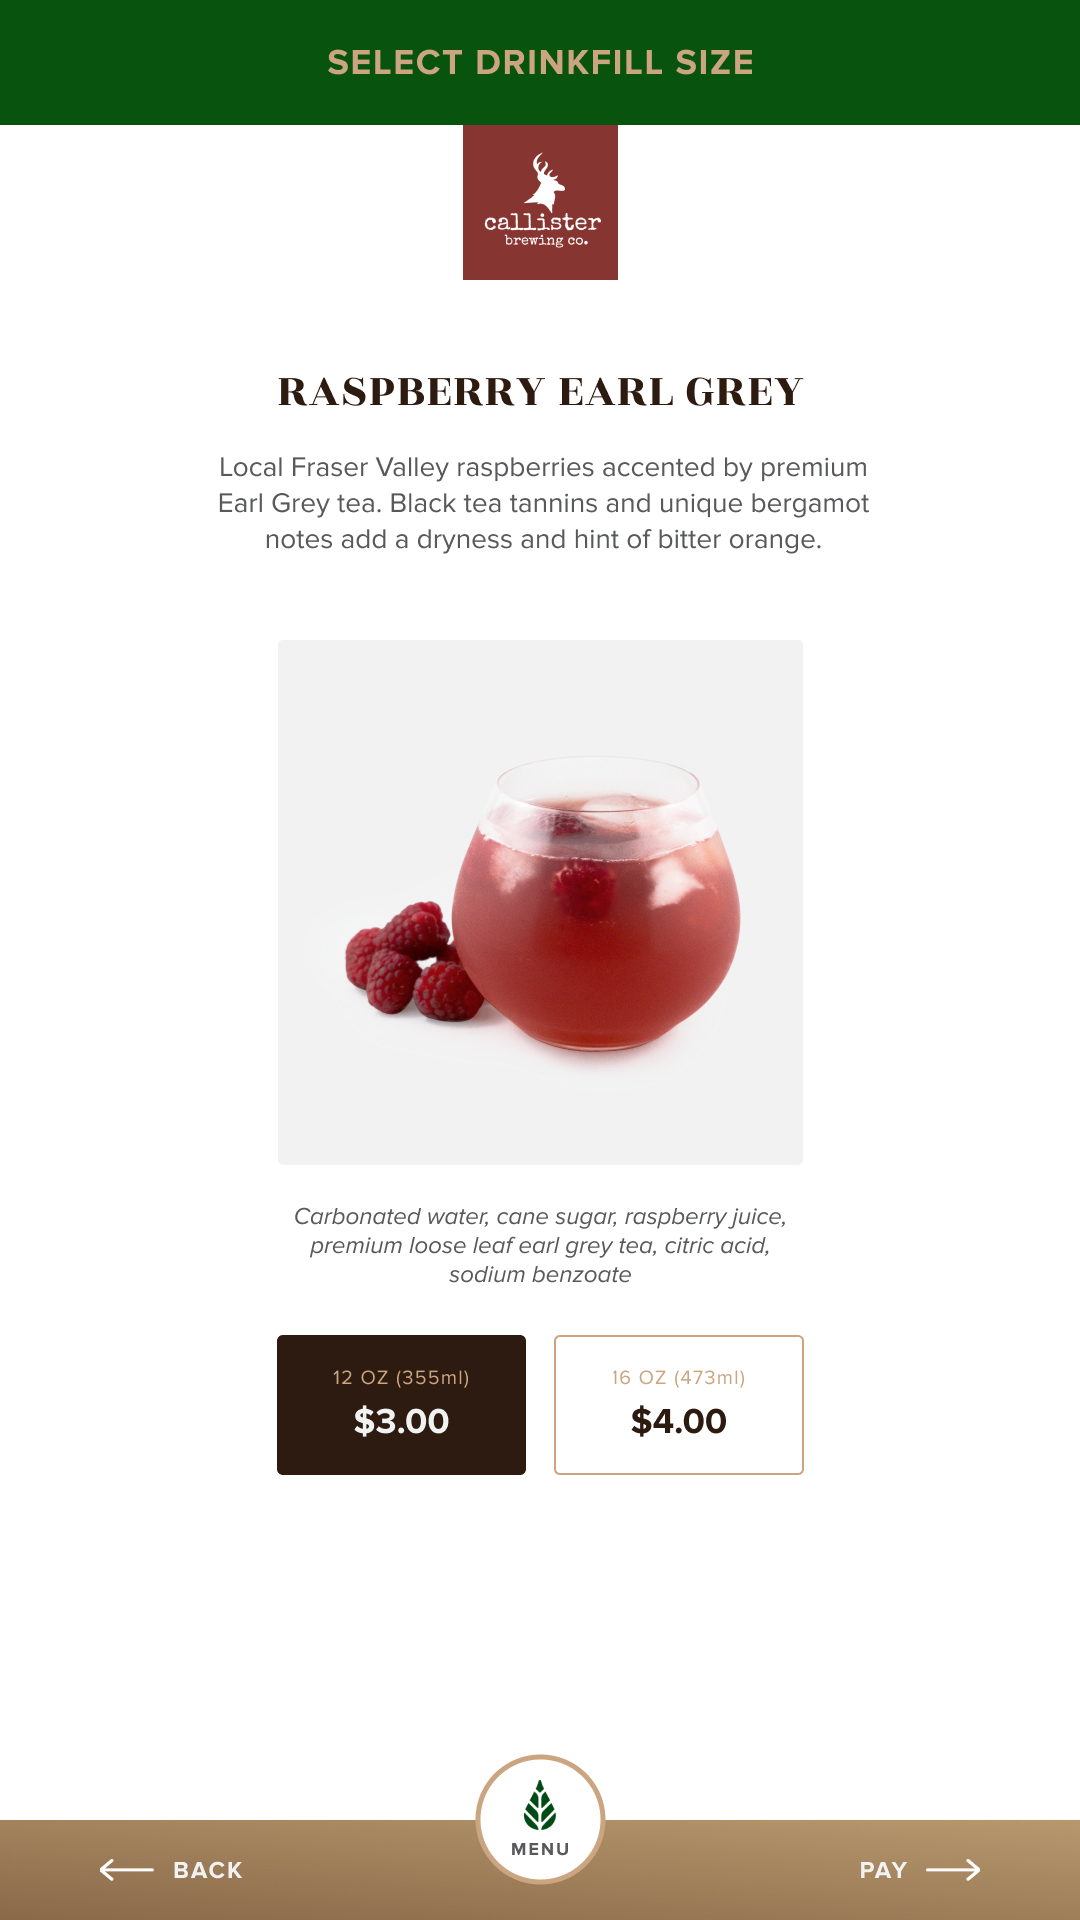 SELECT DRINKFILL SIZE
callister
brewing co.
RASPBERRY EARL GREY
Local Fraser Valley raspberries accented by premium
Earl Grey tea. Black tea tannins and unique bergamot
notes add a dryness and hint of bitter orange.
Carbonated water, cane sugar, raspberry juice,
premium loose leaf earl grey tea, citric acid,
sodium benzoate
12 OZ (355ml)
$3.00
16 OZ (473ml)
$4.00
BACK
MENU
PAY